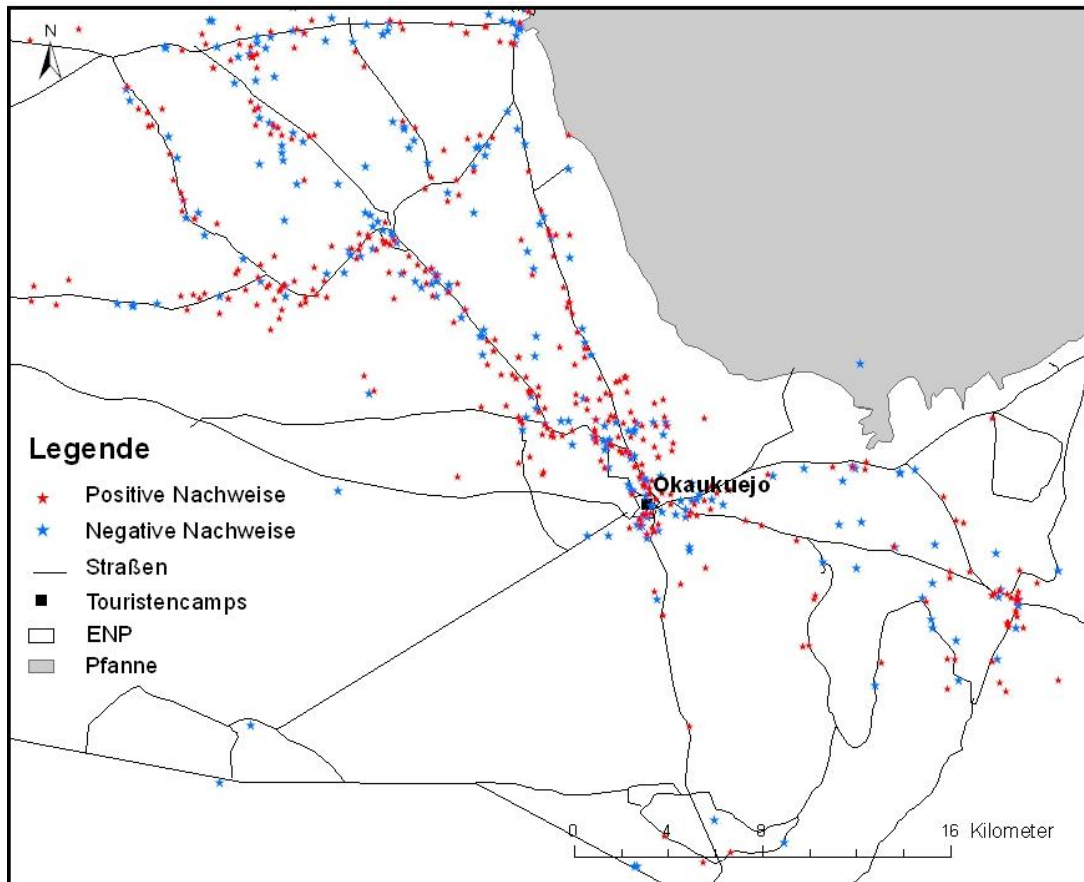 N
Okaukuejo
Legende
Positive Nachweise
Negative Nachweise
Straßen
Touristencamps
ENP
Pfanne
0 4 8 16 Kilometer